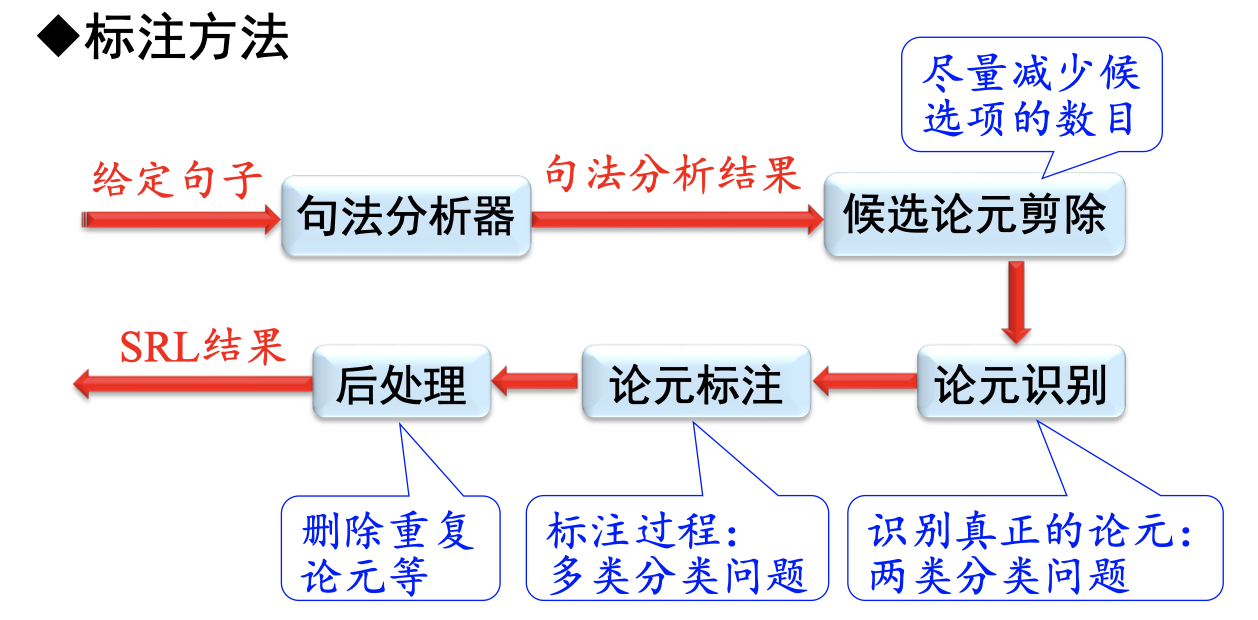 ◆标注方法
尽量减少候
选项的数目
给定句子
句法分析器
句法分析结果
候选论元剪除
SRL结果
后处理
论元标注
论元识别
删除重复
论元等
标注过程：
多类分类问题
识别真正的论元：
两类分类问题